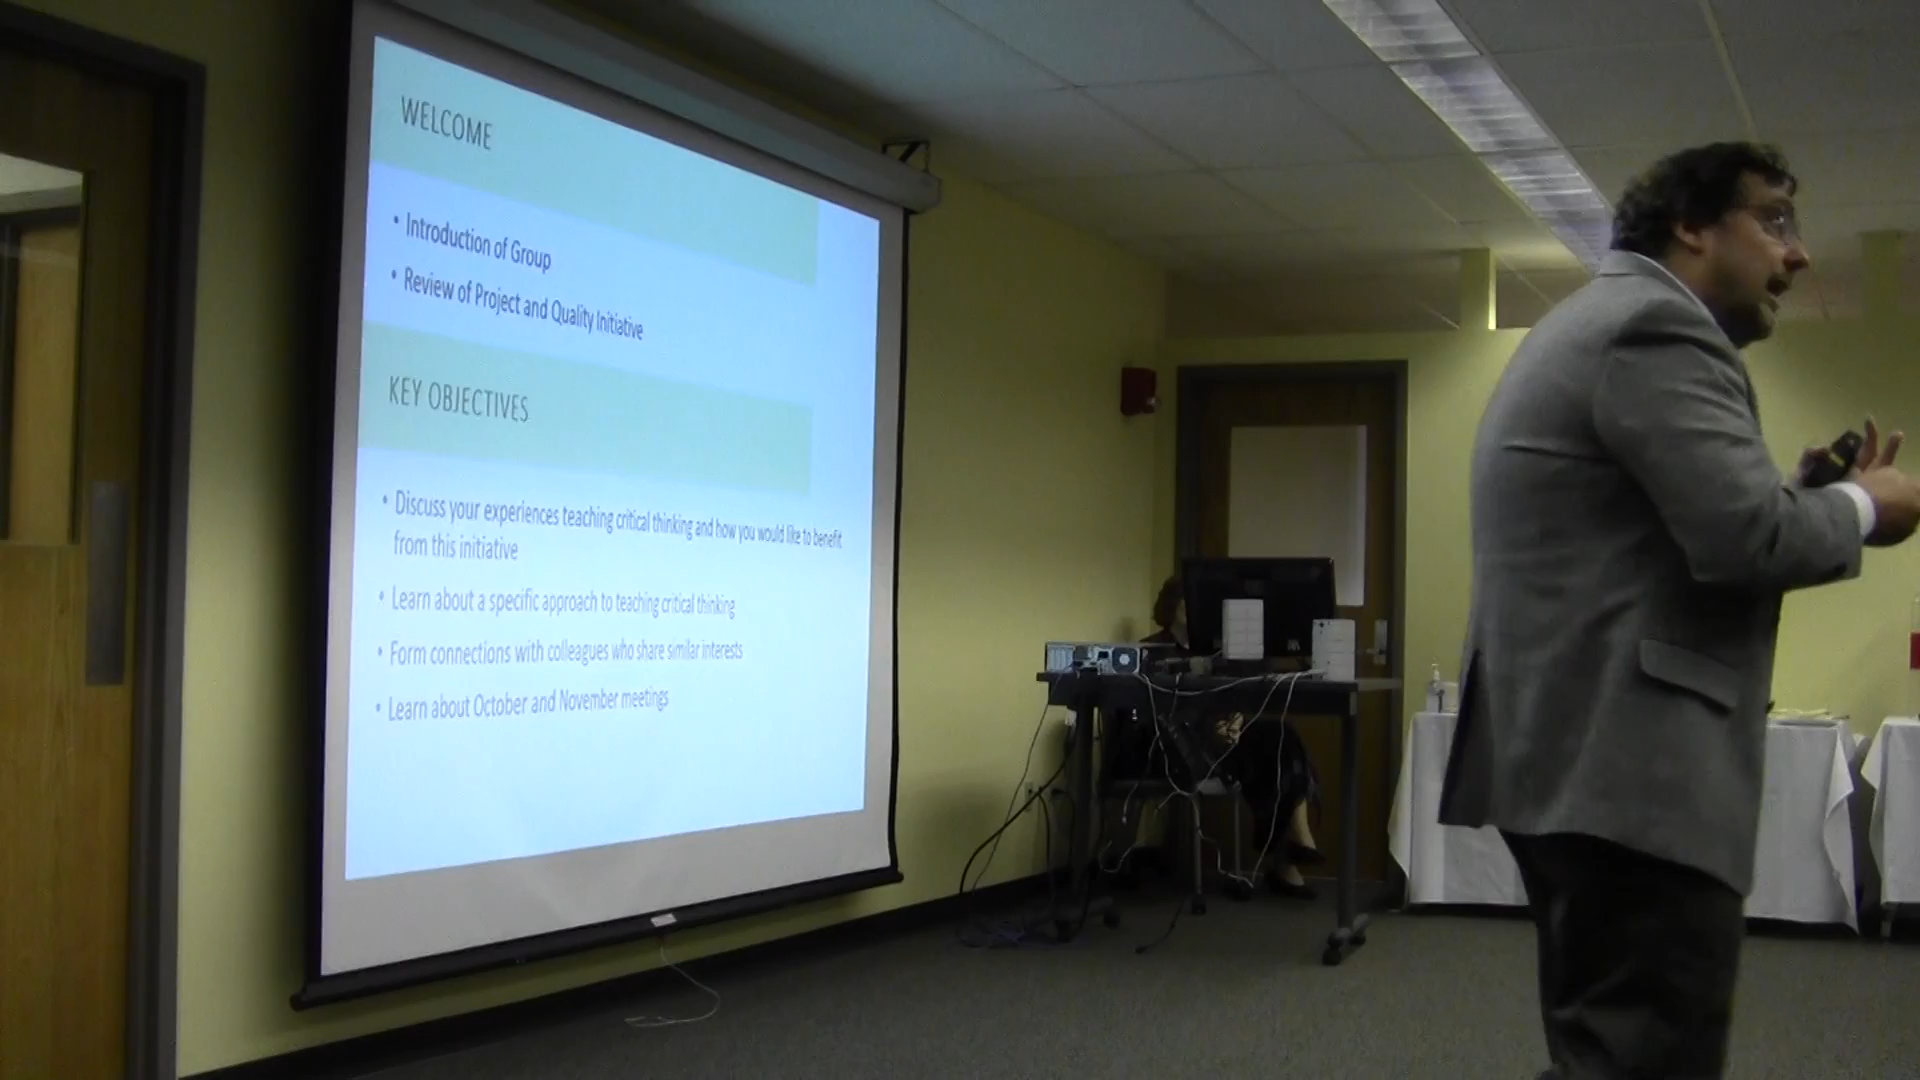 WELCOME
• Introduction of Group
• Review of Project and Quality Initiative
KEY OBJECTIVES
• Discuss your experiences teaching critical thinking and how you would like to benefit
from this initiative
• Learn about a specific approach to teaching critical thinking
• Form connections with colleagues who share similar interests
• Learn about October and November meetings